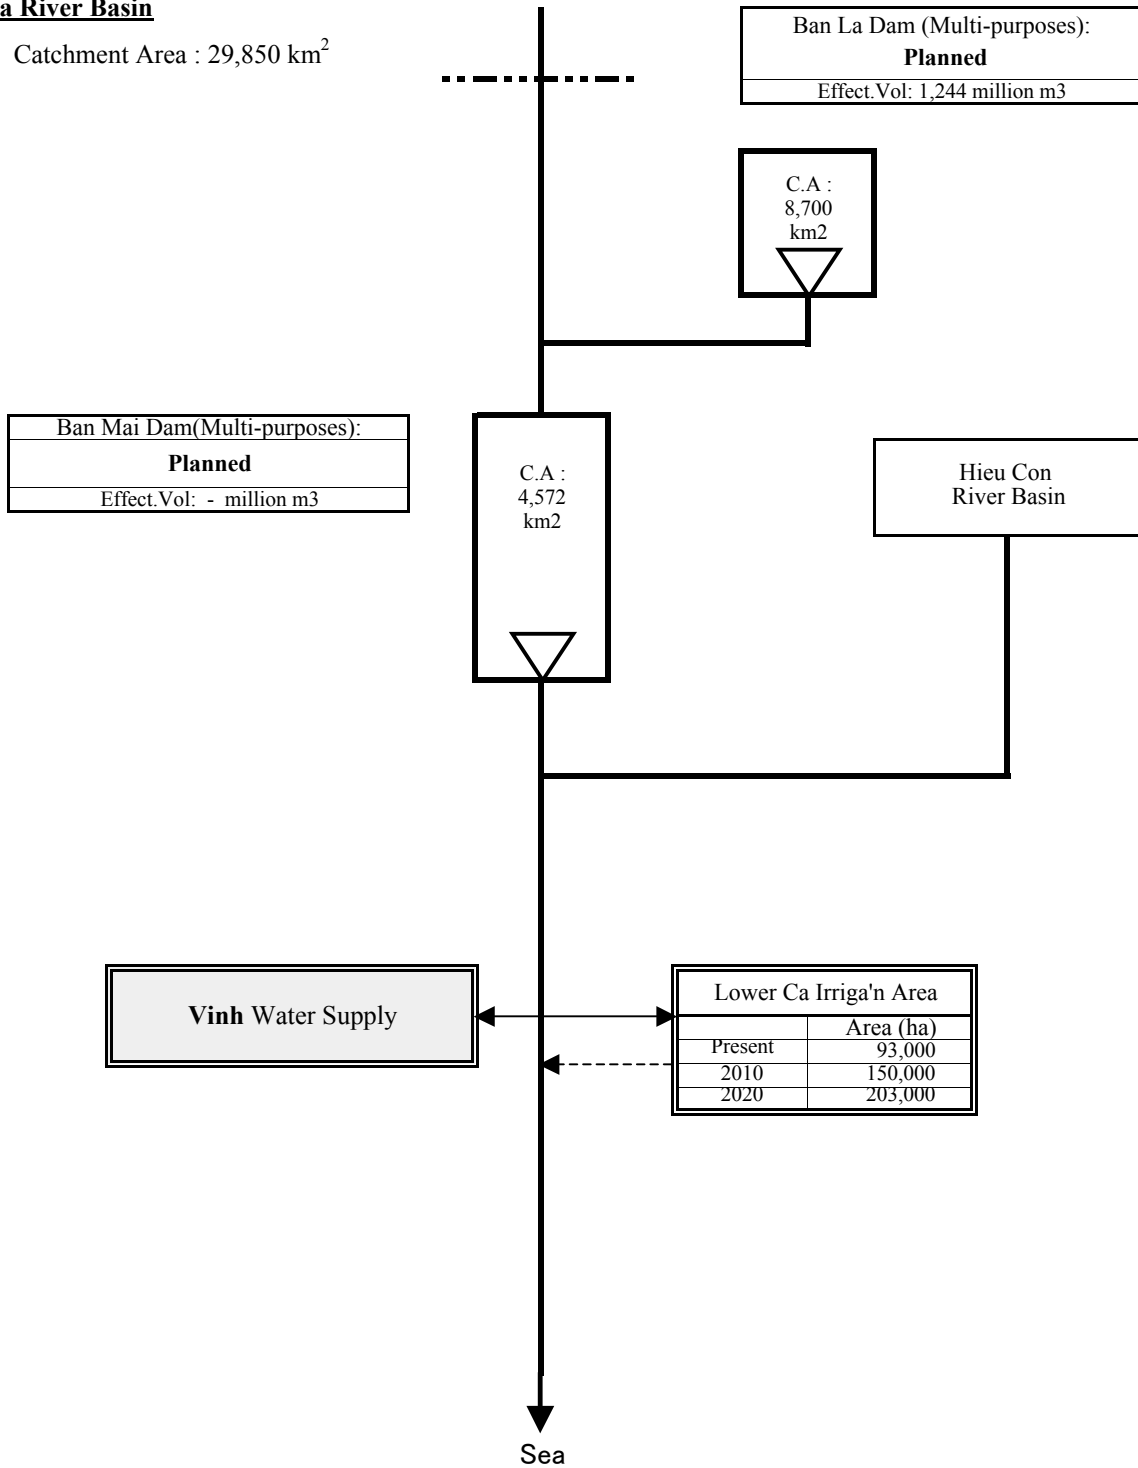 a River Basin
Catchment Area : 29,850 km²
Ban La Dam (Multi-purposes):
Planned
Effect.Vol: 1,244 million m3
C.A :
8,700
km2
Ban Mai Dam(Multi-purposes):
Planned
Effect.Vol: - million m3
C.A :
4,572
km2
Hieu Con
River Basin
Vinh Water Supply
Lower Ca Irriga'n Area
Area (ha)
Present 93,000
2010 150,000
2020 203,000
Sea